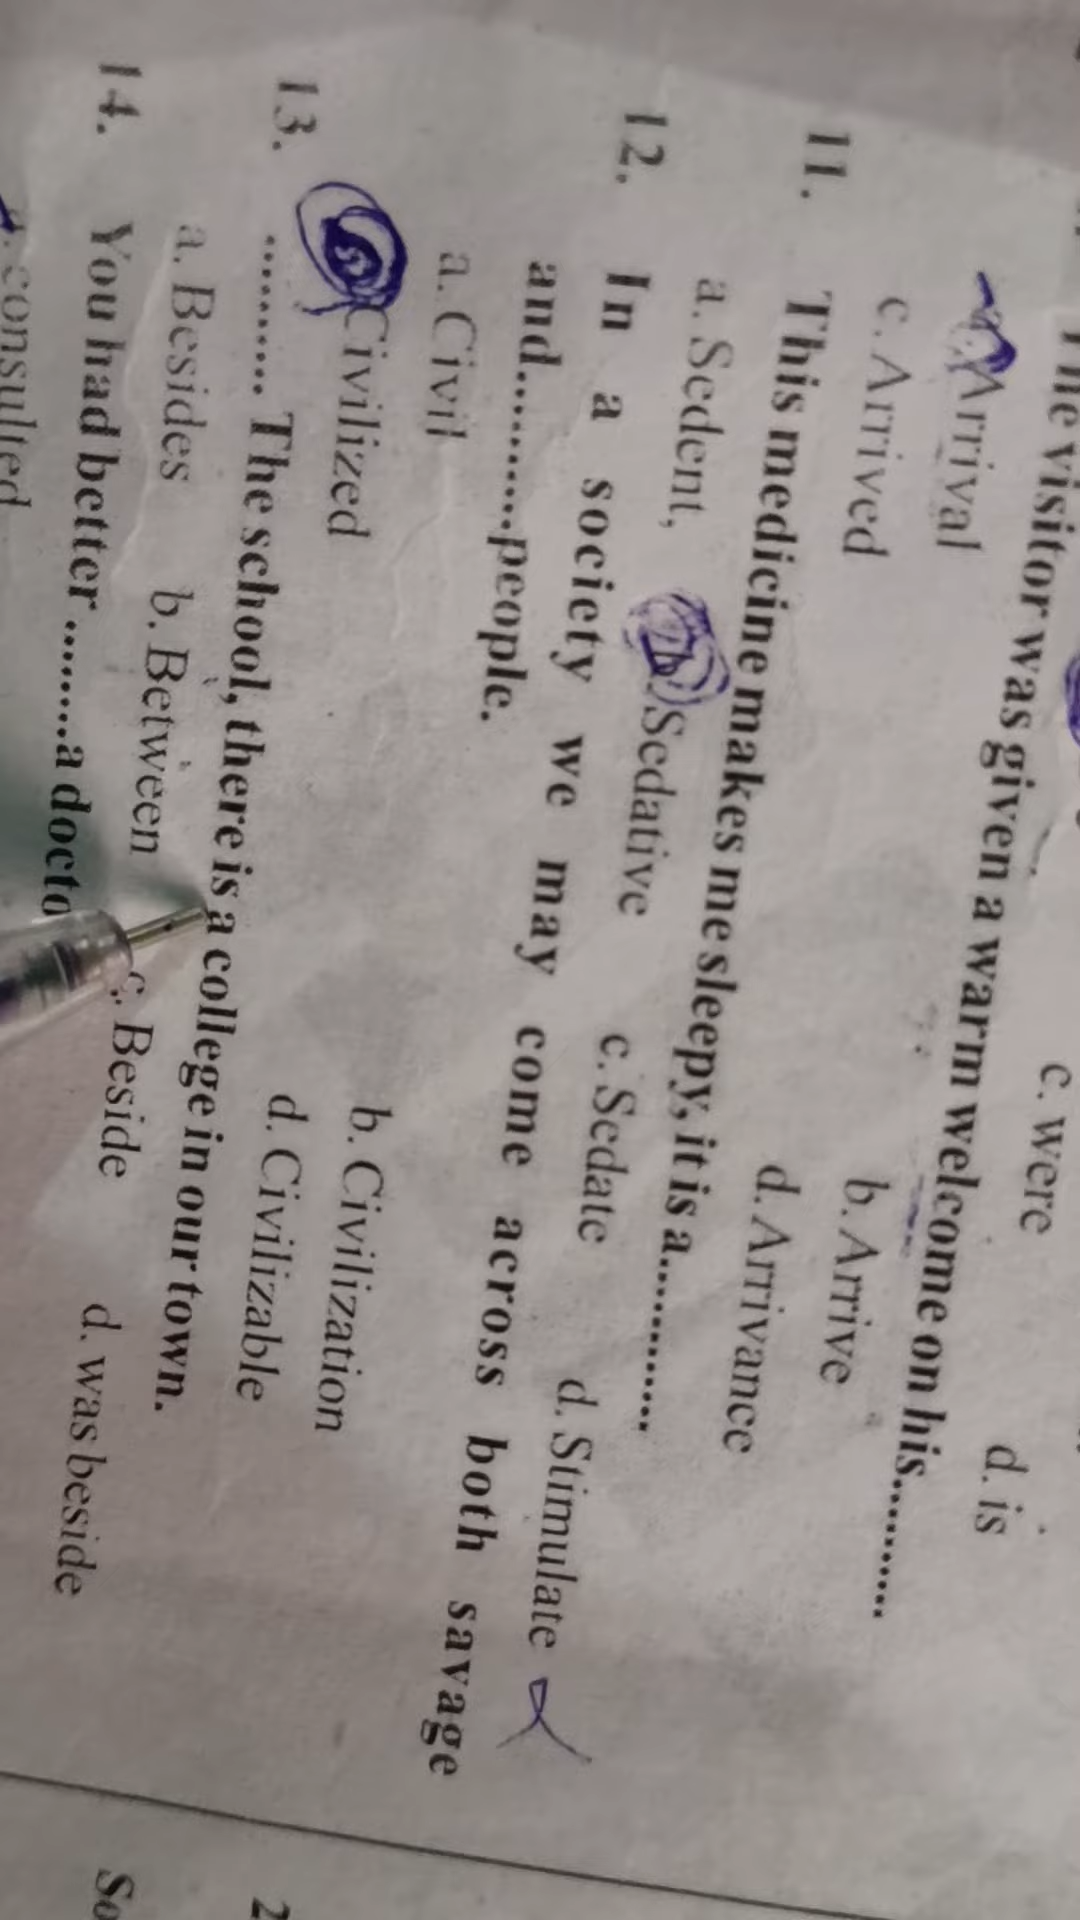 The visitor was given a warm welcome on his..........
Arrival b. Arrive
c. Arrived d. Arrivance
c. were d. is
11. This medicine makes me sleepy, it is a............
a. Sedent, b. Sedative c. Sedate d. Stimulate
12. In a society we may come across both savage
and..........people.
a. Civil b. Civilization
Civilized d. Civilizable
13. .......... The school, there is a college in our town.
a. Besides b. Between c. Beside d. was beside
14. You had better ........a
consulted
2
So